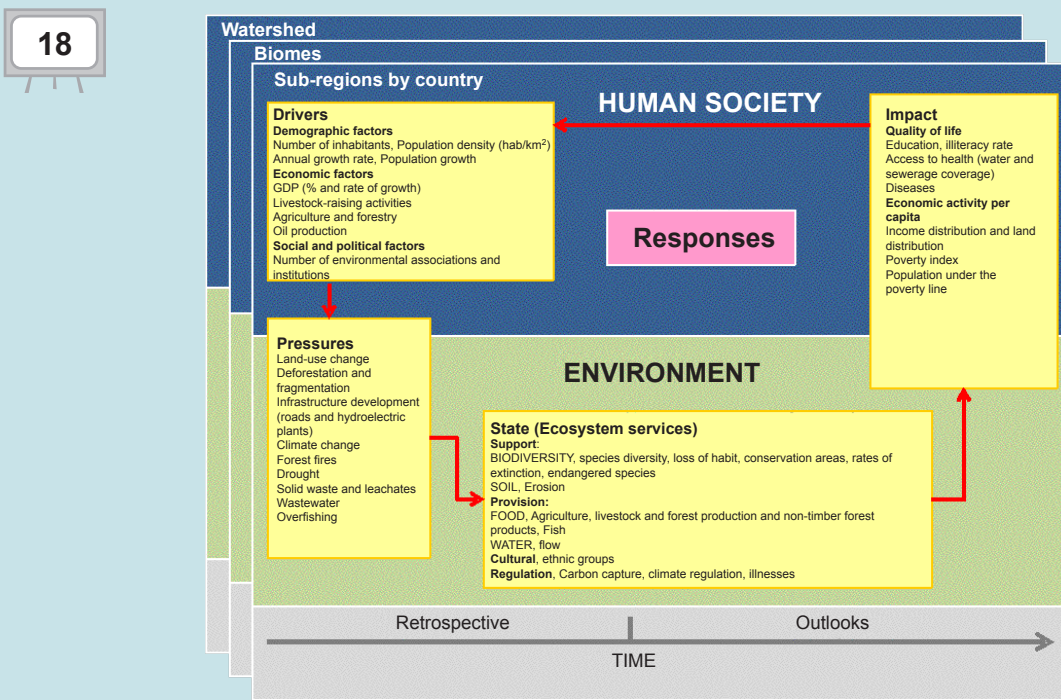 18
Watershed
Biomes
Sub-regions by country
HUMAN SOCIETY
Drivers
Demographic factors
Number of inhabitants, Population density (hab/km²)
Annual growth rate, Population growth
Economic factors
GDP (% and rate of growth)
Livestock-raising activities
Agriculture and forestry
Oil production
Social and political factors
Number of environmental associations and
institutions
Responses
Impact
Quality of life
Education, illiteracy rate
Access to health (water and
sewerage coverage)
Diseases
Economic activity per
capita
Income distribution and land
distribution
Poverty index
Population under the
poverty line
Pressures
Land-use change
Deforestation and
fragmentation
Infrastructure development
(roads and hydroelectric
plants)
Climate change
Forest fires
Drought
Solid waste and leachates
Wastewater
Overfishing
ENVIRONMENT
State (Ecosystem services)
Support:
BIODIVERSITY, species diversity, loss of habit, conservation areas, rates of
extinction, endangered species
SOIL, Erosion
Provision:
FOOD, Agriculture, livestock and forest production and non-timber forest
products, Fish
WATER, flow
Cultural, ethnic groups
Regulation, Carbon capture, climate regulation, illnesses
Retrospective
Outlooks
TIME